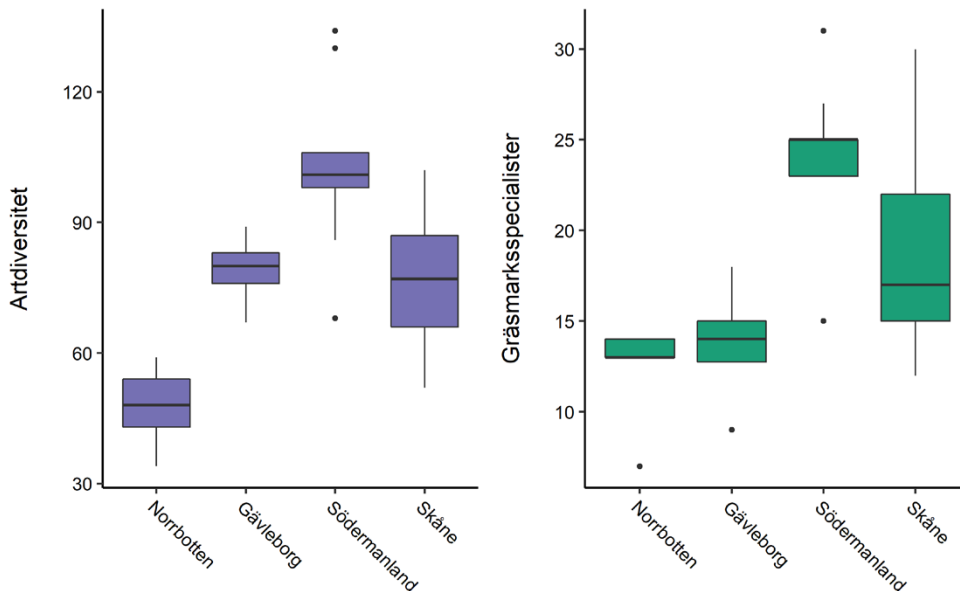 Artdiversitet
120
90
60
30
Norrbotten
Gävleborg
Södermanland
Skåne
Gräsmarksspecialister
30
25
20
15
10
Norrbotten
Gävleborg
Södermanland
Skåne